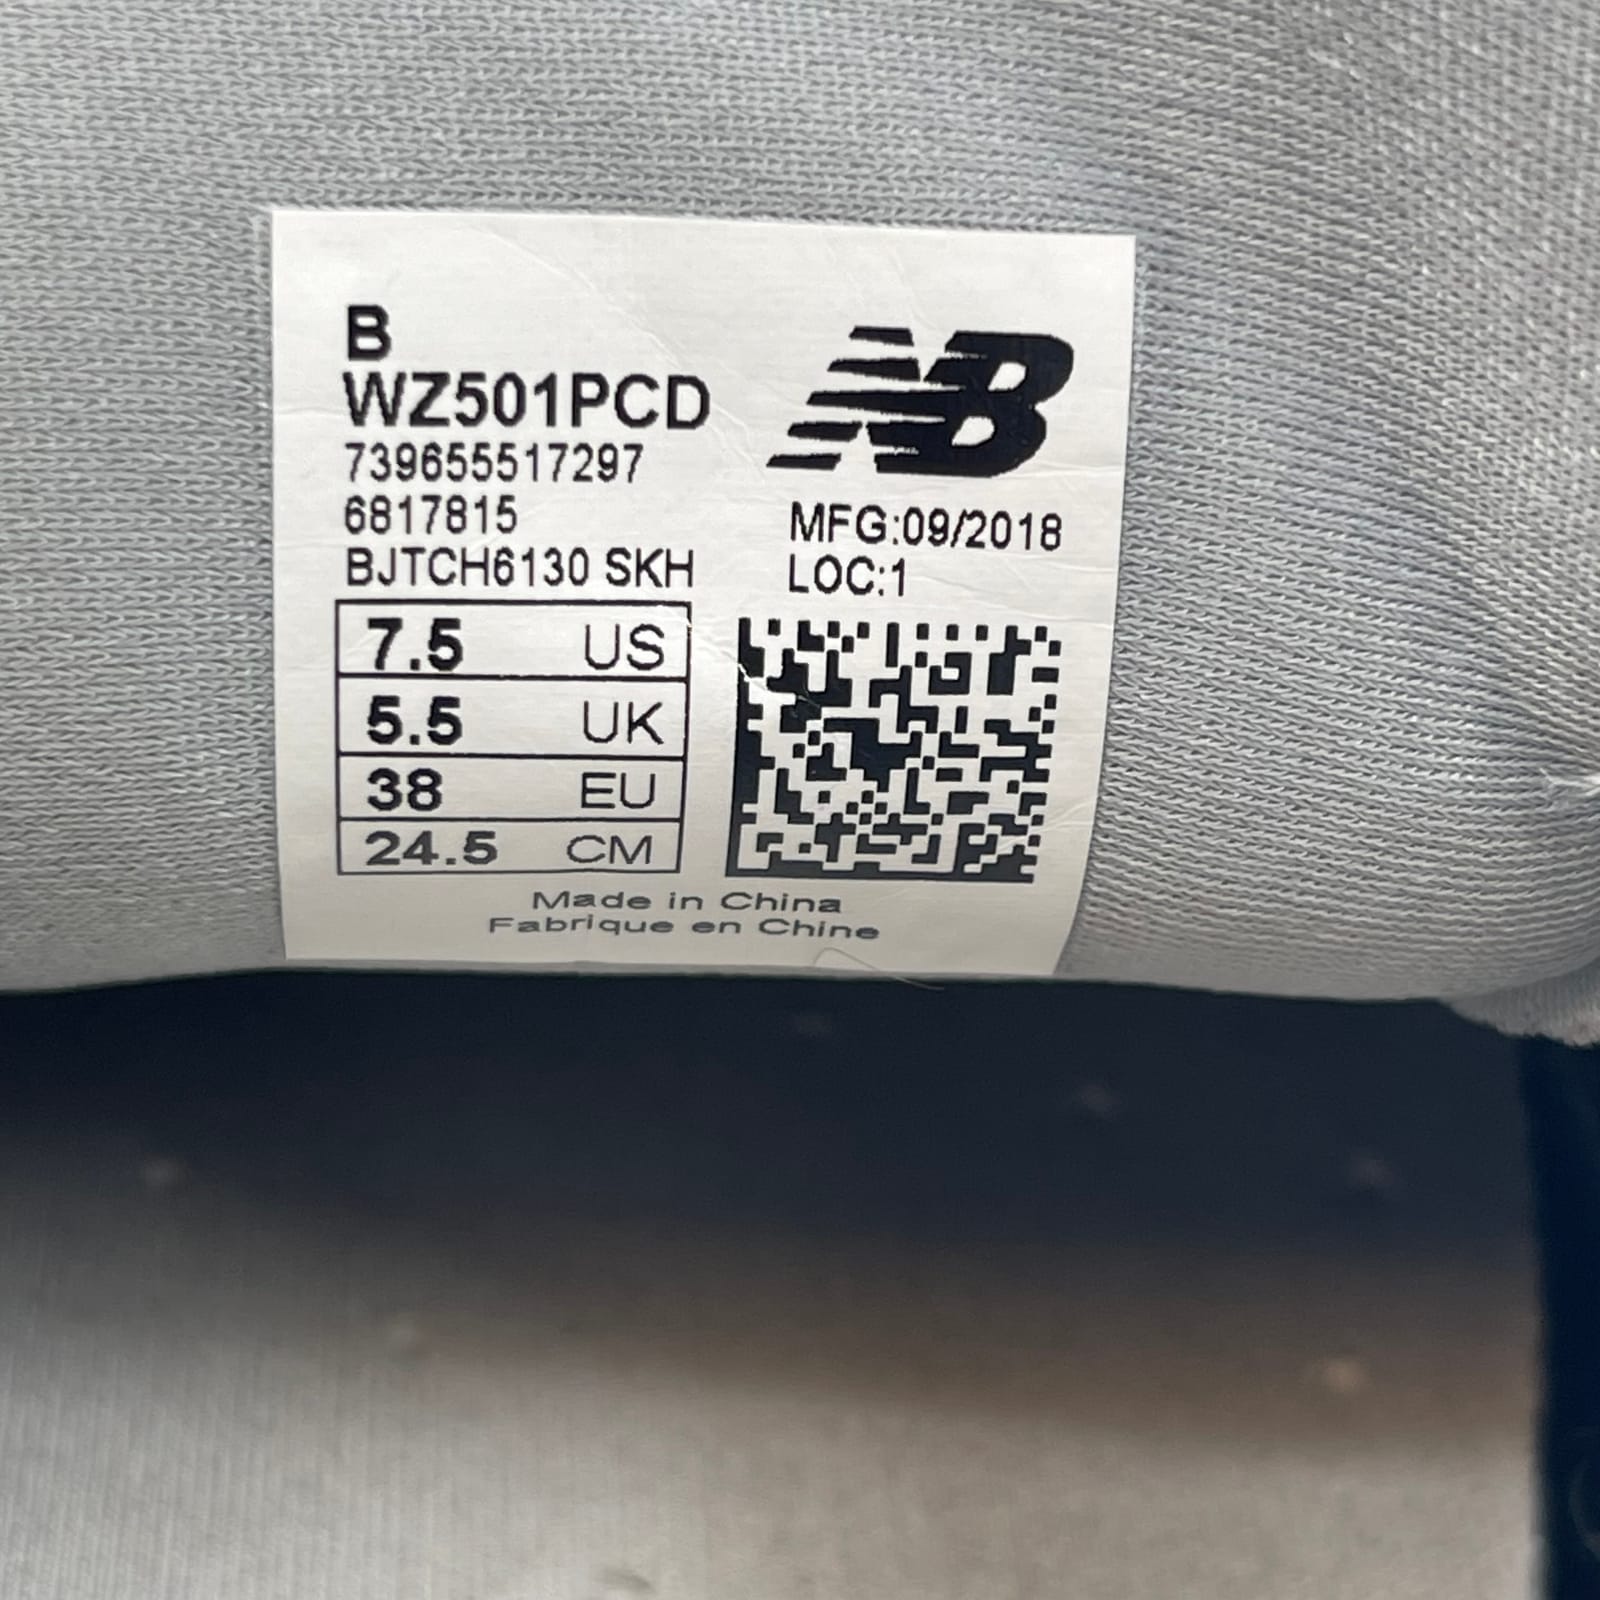 B
WZ501PCD
739655517297
6817815
BJTCH6130 SKH
NB
MFG:09/2018
LOC:1
7.5 US
5.5 UK
38 EU
24.5 CM
Made in China
Fabrique en Chine